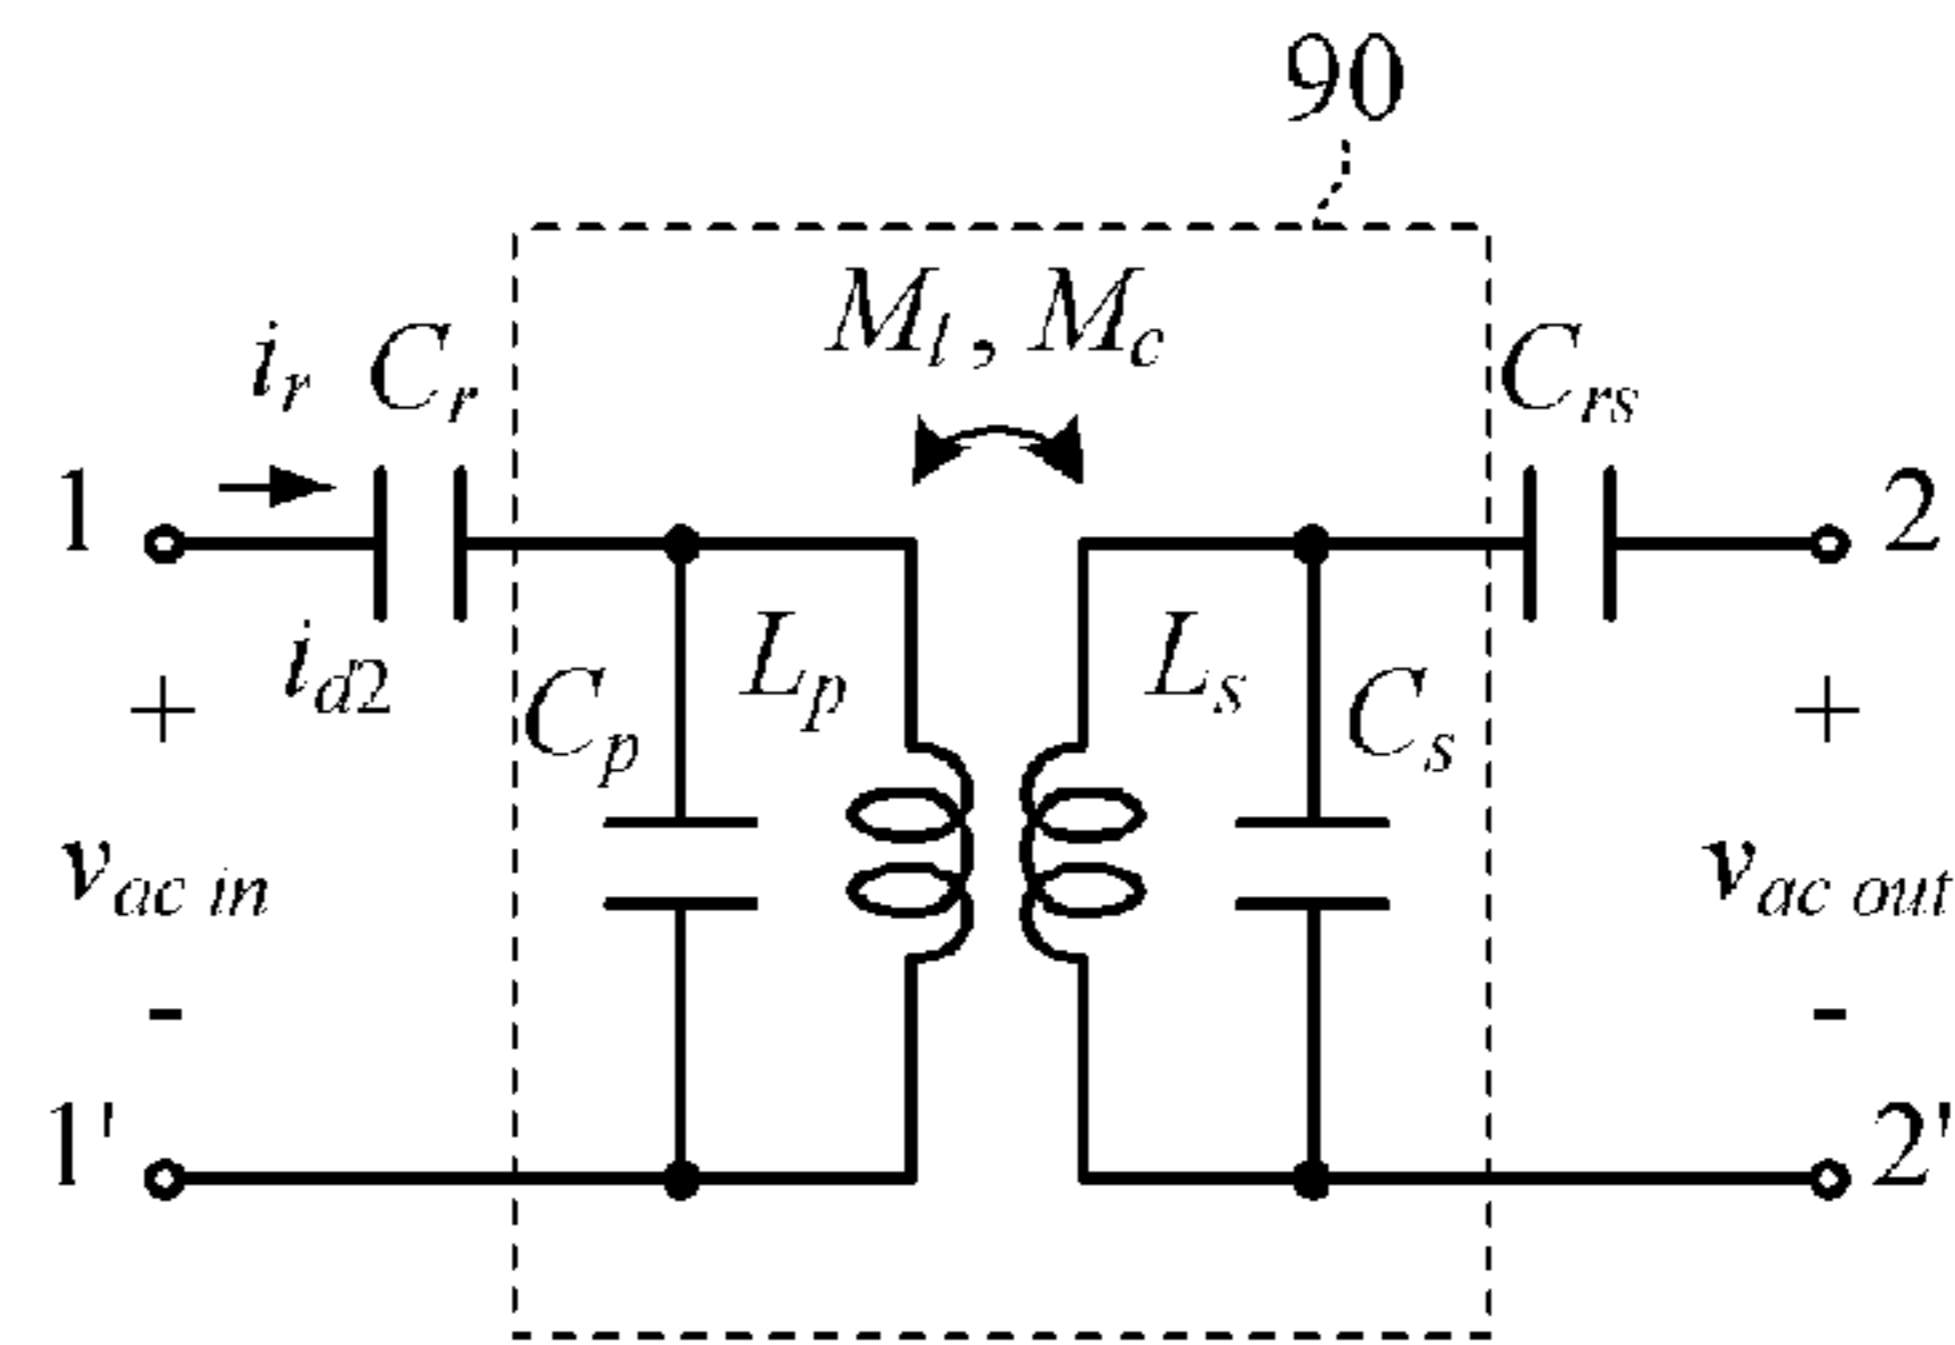 90
M_l, M_c
i_r C_r
C_rs
1
2
i_d2
C_p
L_p
L_s
C_s
+
+
v_ac in
v_ac out
-
-
1'
2'